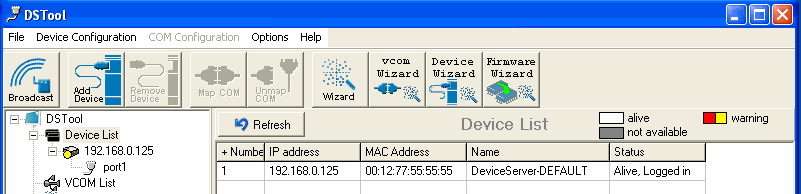 DSTool
File Device Configuration COM Configuration Options Help
Broadcast Add Device Remove Device Map COM Unmap COM Wizard vcom Wizard Device Wizard Firmware Wizard
DSTool
Device List
192.168.0.125
port1
VCOM List
Refresh Device List alive warning
not available
+ Numbe IP address MAC Address Name Status
1 192.168.0.125 00:12:77:55:55:55 DeviceServer-DEFAULT Alive, Logged in